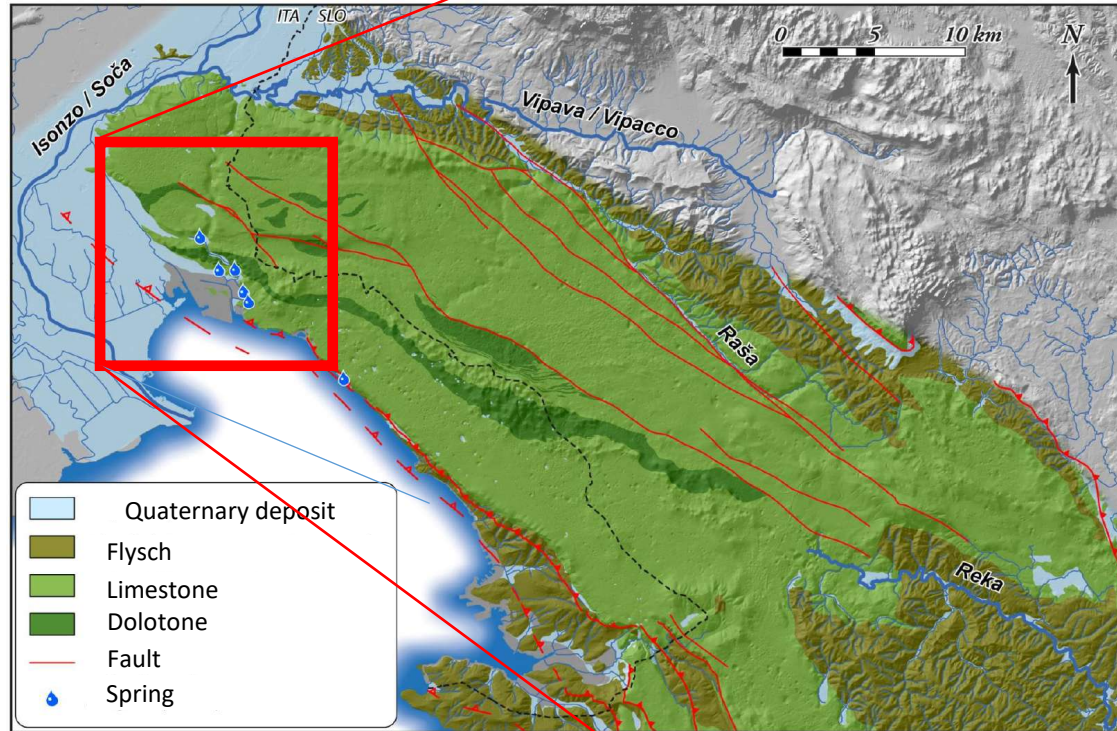 ITA SLO
0 5 10 km
N
Isonzo / Soča
Vipava / Vipacco
Raša
Reka
Quaternary deposit
Flysch
Limestone
Dolotone
Fault
Spring